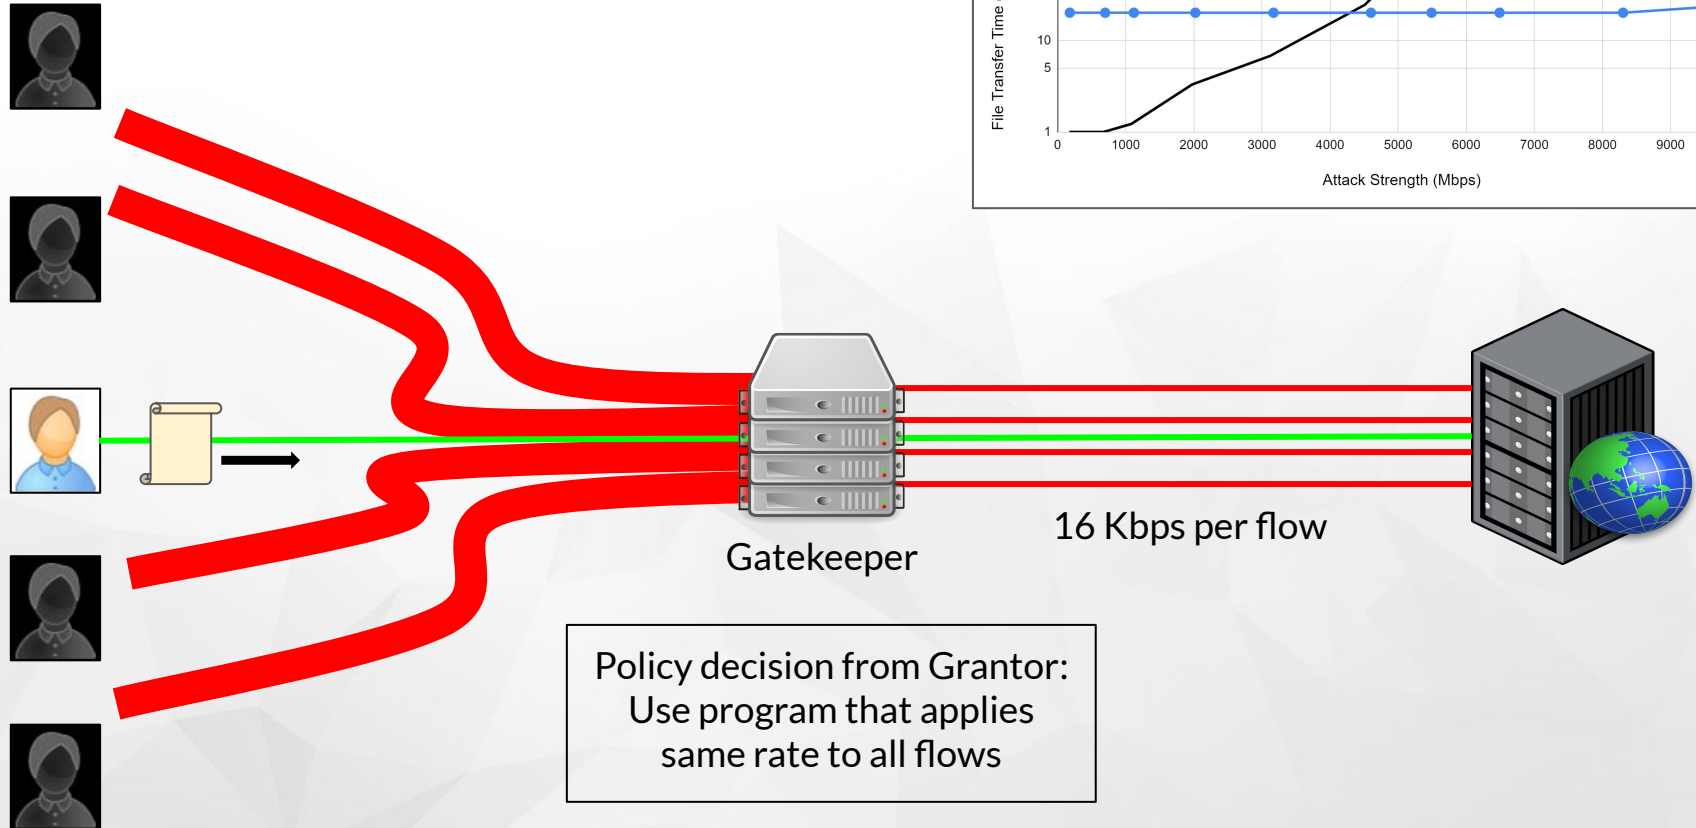 File Transfer Time
10
5
1
0 1000 2000 3000 4000 5000 6000 7000 8000 9000
Attack Strength (Mbps)
16 Kbps per flow
Gatekeeper
Policy decision from Grantor:
Use program that applies
same rate to all flows